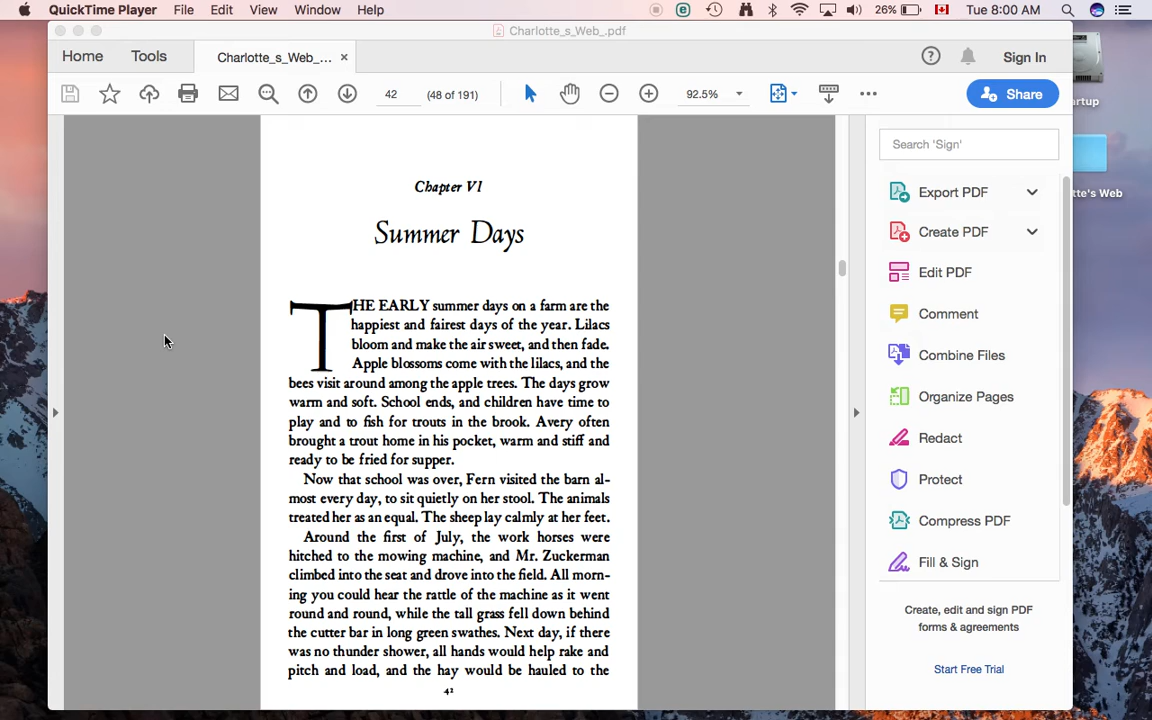 QuickTime Player File Edit View Window Help 26% Tue 8:00 AM
Charlotte_s_Web_.pdf
Home Tools Charlotte_s_Web_... × Sign In
42 (48 of 191) 92.5% Share
artup
Search 'Sign'
tte's Web
Export PDF
Create PDF
Edit PDF
Comment
Combine Files
Organize Pages
Redact
Protect
Compress PDF
Fill & Sign
Create, edit and sign PDF
forms & agreements
Start Free Trial
Chapter VI
Summer Days
THE EARLY summer days on a farm are the
happiest and fairest days of the year. Lilacs
bloom and make the air sweet, and then fade.
Apple blossoms come with the lilacs, and the
bees visit around among the apple trees. The days grow
warm and soft. School ends, and children have time to
play and to fish for trouts in the brook. Avery often
brought a trout home in his pocket, warm and stiff and
ready to be fried for supper.
Now that school was over, Fern visited the barn al-
most every day, to sit quietly on her stool. The animals
treated her as an equal. The sheep lay calmly at her feet.
Around the first of July, the work horses were
hitched to the mowing machine, and Mr. Zuckerman
climbed into the seat and drove into the field. All morn-
ing you could hear the rattle of the machine as it went
round and round, while the tall grass fell down behind
the cutter bar in long green swathes. Next day, if there
was no thunder shower, all hands would help rake and
pitch and load, and the hay would be hauled to the
42